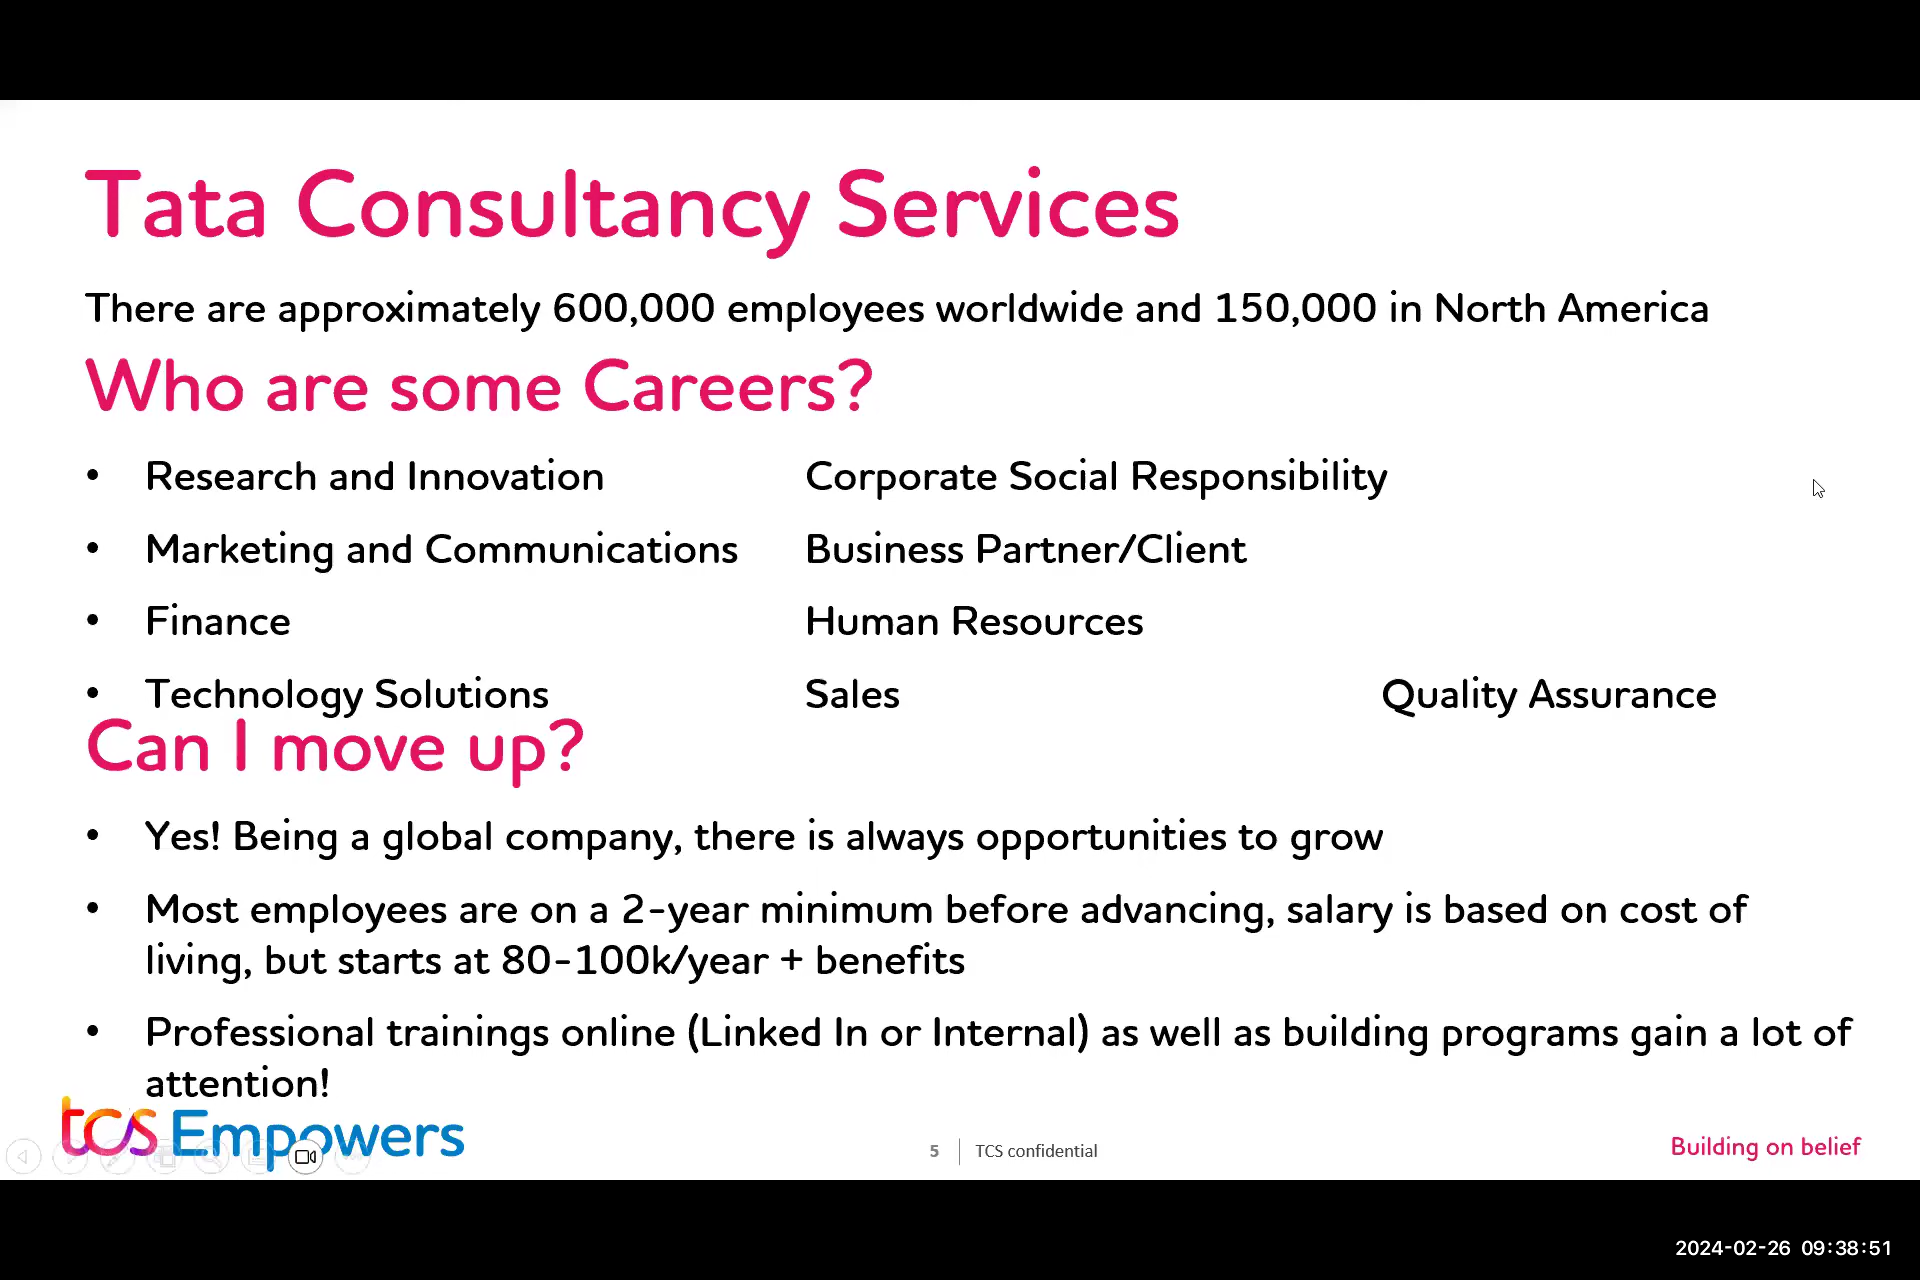 Tata Consultancy Services
There are approximately 600,000 employees worldwide and 150,000 in North America
Who are some Careers?
• Research and Innovation Corporate Social Responsibility
• Marketing and Communications Business Partner/Client
• Finance Human Resources
• Technology Solutions Sales Quality Assurance
Can I move up?
• Yes! Being a global company, there is always opportunities to grow
• Most employees are on a 2-year minimum before advancing, salary is based on cost of
living, but starts at 80-100k/year + benefits
• Professional trainings online (Linked In or Internal) as well as building programs gain a lot of
attention!
tcs Empowers
5 TCS confidential
Building on belief
2024-02-26 09:38:51